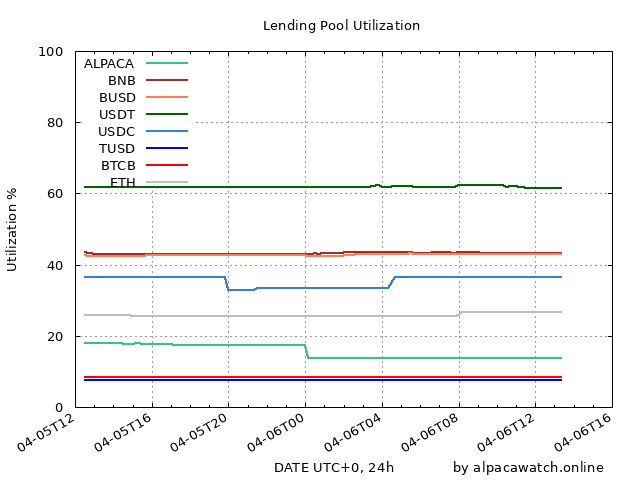 Lending Pool Utilization
100
80
60
40
20
0
Utilization %
ALPACA
BNB
BUSD
USDT
USDC
TUSD
BTCB
ETH
04-05T12
04-05T16
04-05T20
04-06T00
04-06T04
04-06T08
04-06T12
04-06T16
DATE UTC+0, 24h
by alpacawatch.online